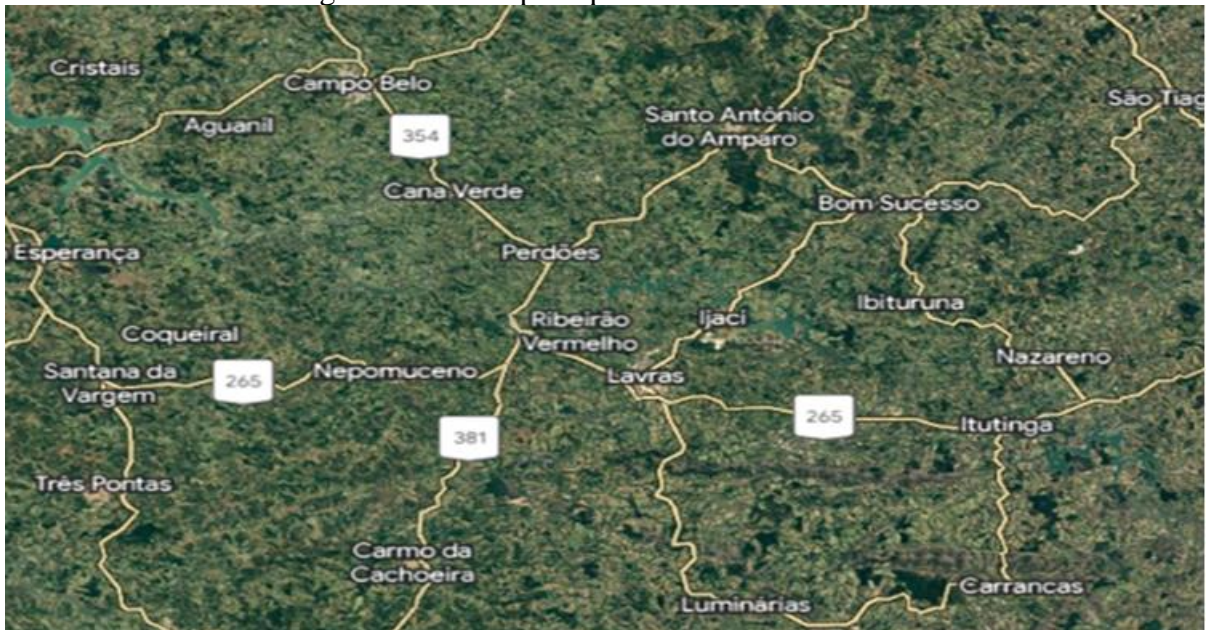 Cristais
Campo Belo
São Tiag
Aguanil
354
Santo Antônio
do Amparo
Cana Verde
Bom Sucesso
Esperança
Perdões
Ibituruna
Ijaci
Ribeirão
Vermelho
Coqueiral
Nazareno
Santana da
Vargem
265
Nepomuceno
Lavras
265
Itutinga
381
Três Pontas
Carmo da
Cachoeira
Carrancas
Luminárias